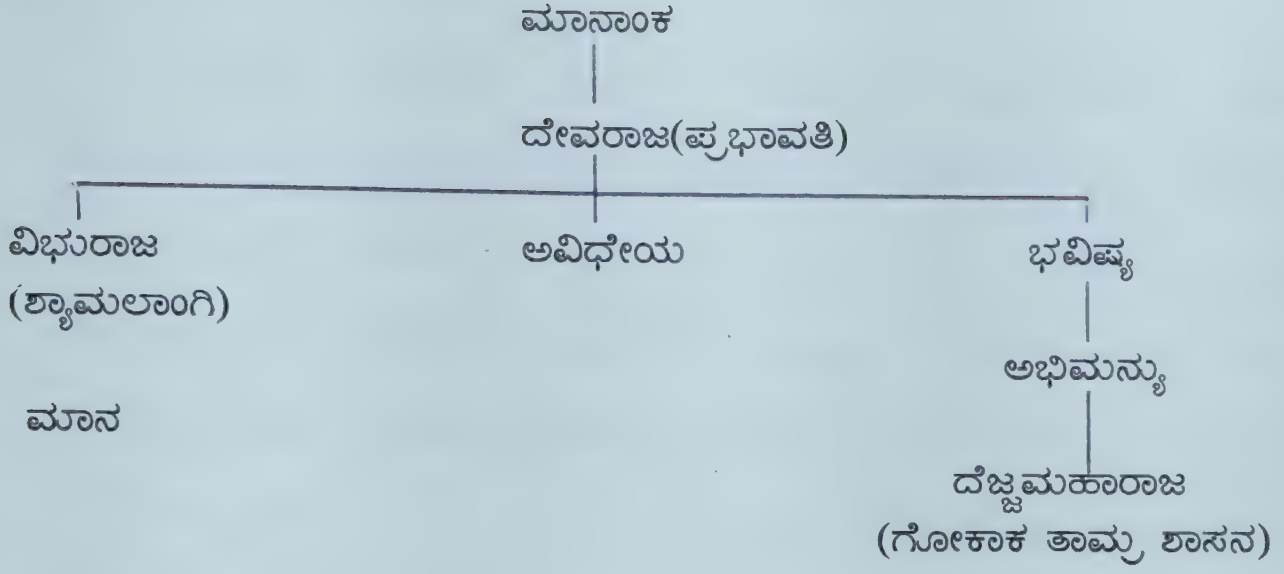 ಮಾನಾಂಕ
ದೇವರಾಜ(ಪ್ರಭಾವತಿ)
ವಿಭುರಾಜ ಅವಿಧೇಯ ಭವಿಷ್ಯ
(ಶ್ಯಾಮಲಾಂಗಿ)
ಅಭಿಮನ್ಯು
ಮಾನ
ದೆಜ್ಜಮಹಾರಾಜ
(ಗೋಕಾಕ ತಾಮ್ರ ಶಾಸನ)